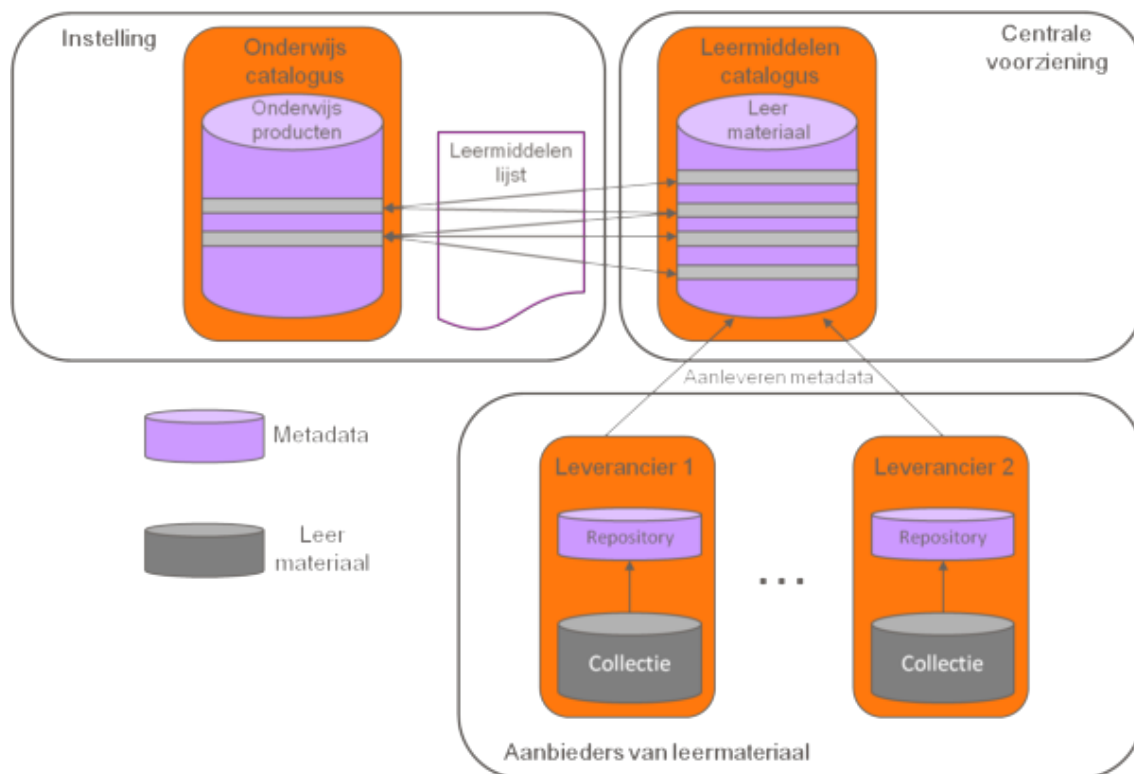 Instelling
Onderwijs
catalogus
Onderwijs
producten
Leermiddelen
lijst
Leermiddelen
catalogus
Leer
materiaal
Centrale
voorziening
Aanleveren metadata
Metadata
Leer
materiaal
Leverancier 1
Repository
Collectie
...
Leverancier 2
Repository
Collectie
Aanbieders van leermateriaal